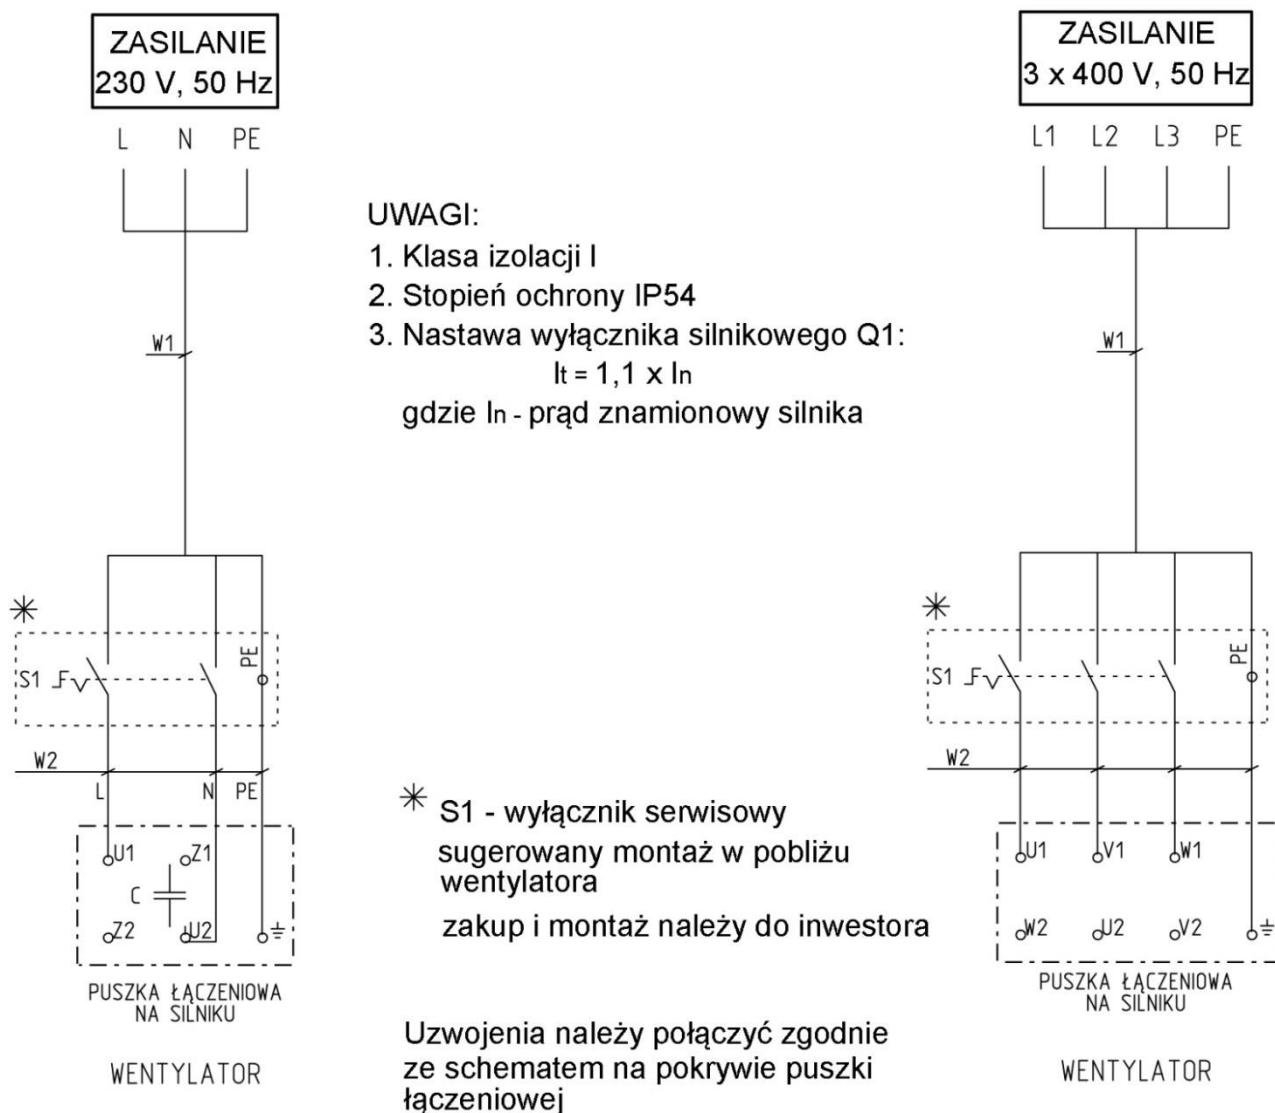 ZASILANIE
230 V, 50 Hz
L N PE
W1
S1
PE
W2
L N PE
U1 Z1
C
Z2 U2
PUSZKA ŁĄCZENIOWA
NA SILNIKU
WENTYLATOR
UWAGI:
1. Klasa izolacji I
2. Stopień ochrony IP54
3. Nastawa wyłącznika silnikowego Q1:
It = 1,1 x In
gdzie In - prąd znamionowy silnika
* S1 - wyłącznik serwisowy
sugerowany montaż w pobliżu
wentylatora
zakup i montaż należy do inwestora
Uzwojenia należy połączyć zgodnie
ze schematem na pokrywie puszki
łączeniowej
ZASILANIE
3 x 400 V, 50 Hz
L1 L2 L3 PE
W1
S1
PE
W2
U1 V1 W1
W2 U2 V2
PUSZKA ŁĄCZENIOWA
NA SILNIKU
WENTYLATOR